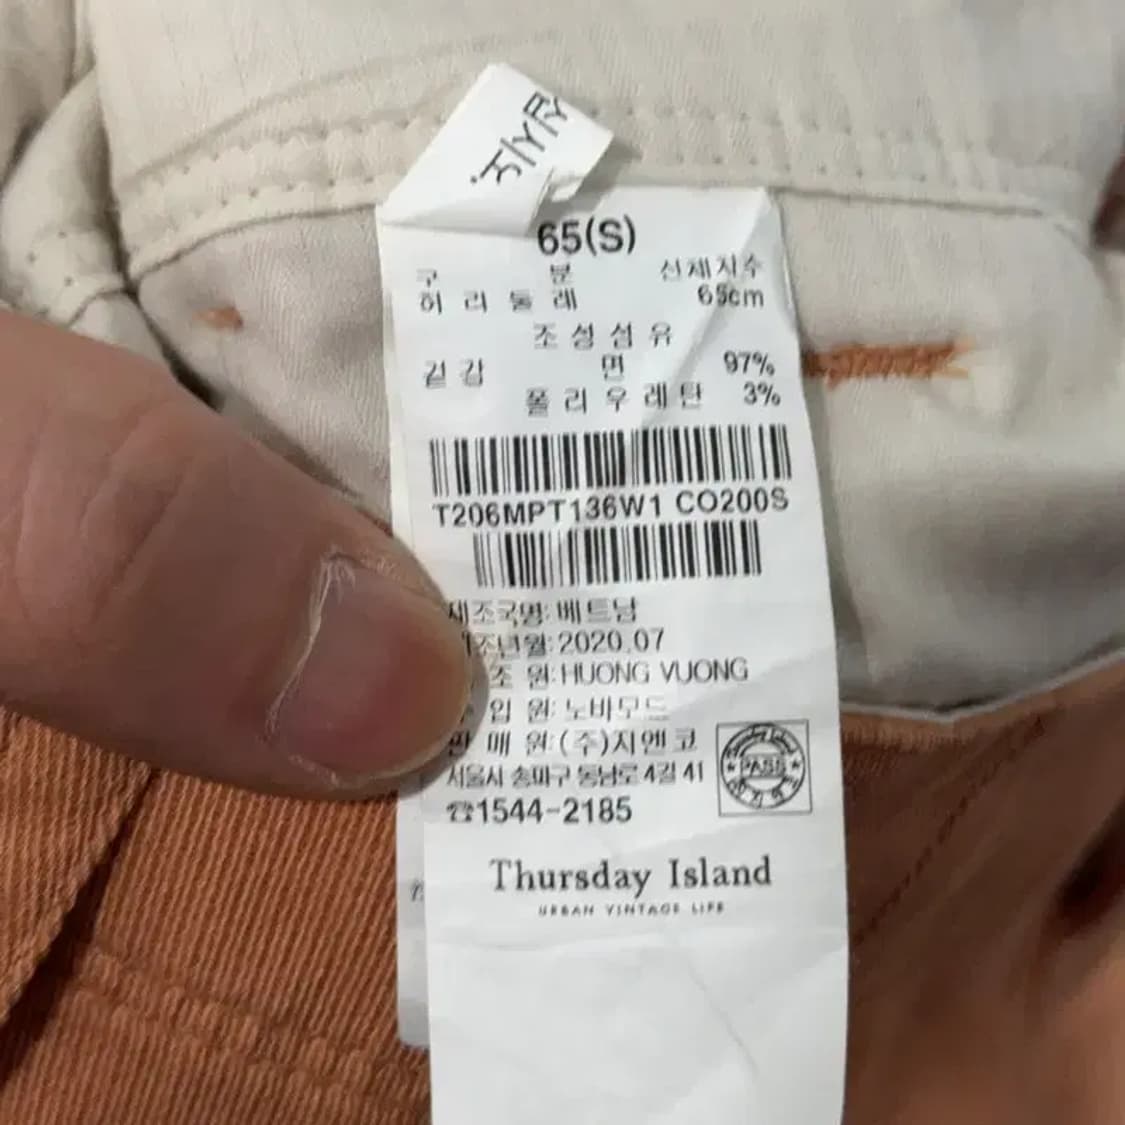 65(S)
구 분 신체치수
허 리 둘 레 65cm
조 성 섬 유
겉 감 면 97%
폴 리 우 레 탄 3%
T206MPT136W1 CO200S
제조국명: 베트남
제조년월: 2020.07
조 원: HUONG VUONG
입 원: 노바모드
판 매 원: (주)지엔코
서울시 송파구 동남로 4길 41
☎1544-2185
Thursday Island
PASS
Thursday Island
URBAN VINTAGE LIFE